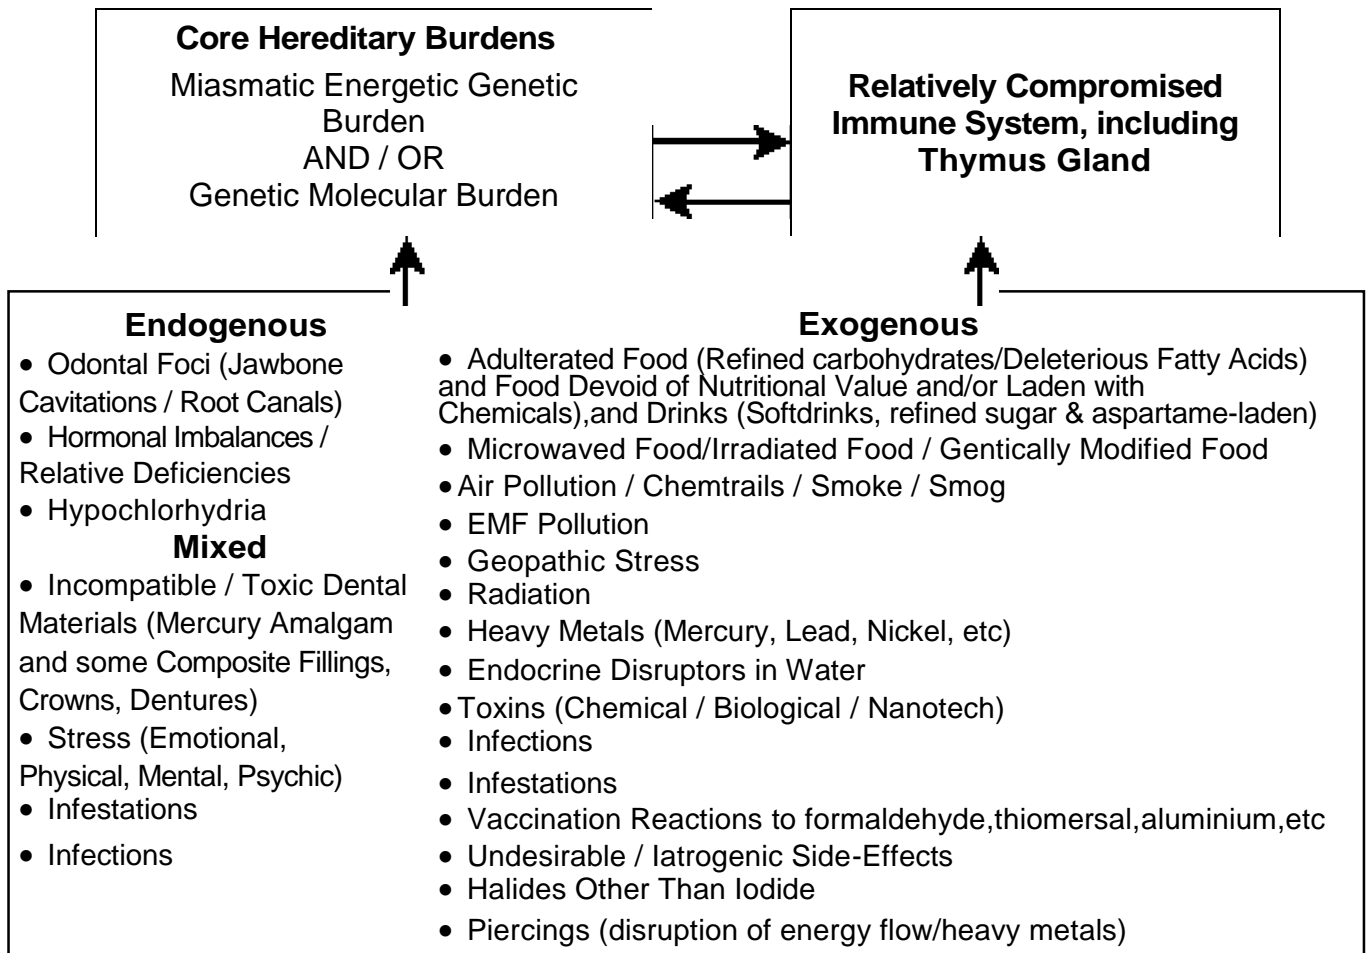 Core Hereditary Burdens
Miasmatic Energetic Genetic
Burden
AND / OR
Genetic Molecular Burden
Relatively Compromised
Immune System, including
Thymus Gland
Endogenous
• Odontal Foci (Jawbone
Cavitations / Root Canals)
• Hormonal Imbalances /
Relative Deficiencies
• Hypochlorhydria
Mixed
• Incompatible / Toxic Dental
Materials (Mercury Amalgam
and some Composite Fillings,
Crowns, Dentures)
• Stress (Emotional,
Physical, Mental, Psychic)
• Infestations
• Infections
Exogenous
• Adulterated Food (Refined carbohydrates/Deleterious Fatty Acids)
and Food Devoid of Nutritional Value and/or Laden with
Chemicals),and Drinks (Softdrinks, refined sugar & aspartame-laden)
• Microwaved Food/Irradiated Food / Gentically Modified Food
• Air Pollution / Chemtrails / Smoke / Smog
• EMF Pollution
• Geopathic Stress
• Radiation
• Heavy Metals (Mercury, Lead, Nickel, etc)
• Endocrine Disruptors in Water
• Toxins (Chemical / Biological / Nanotech)
• Infections
• Infestations
• Vaccination Reactions to formaldehyde,thiomersal,aluminium,etc
• Undesirable / Iatrogenic Side-Effects
• Halides Other Than Iodide
• Piercings (disruption of energy flow/heavy metals)